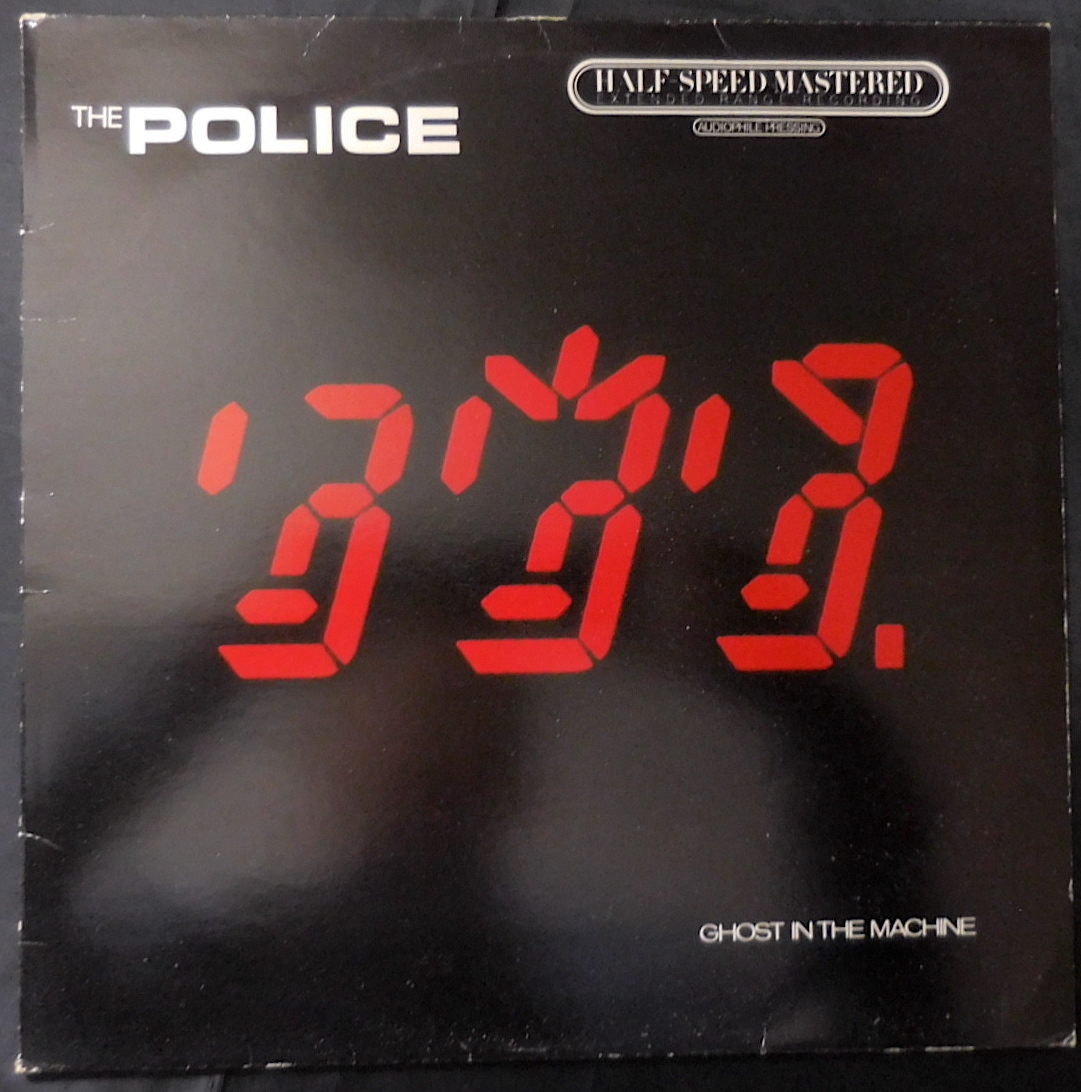 THE POLICE
HALF-SPEED MASTERED
EXTENDED RANGE RECORDING
AUDIOPHILE PRESSING
GHOST IN THE MACHINE